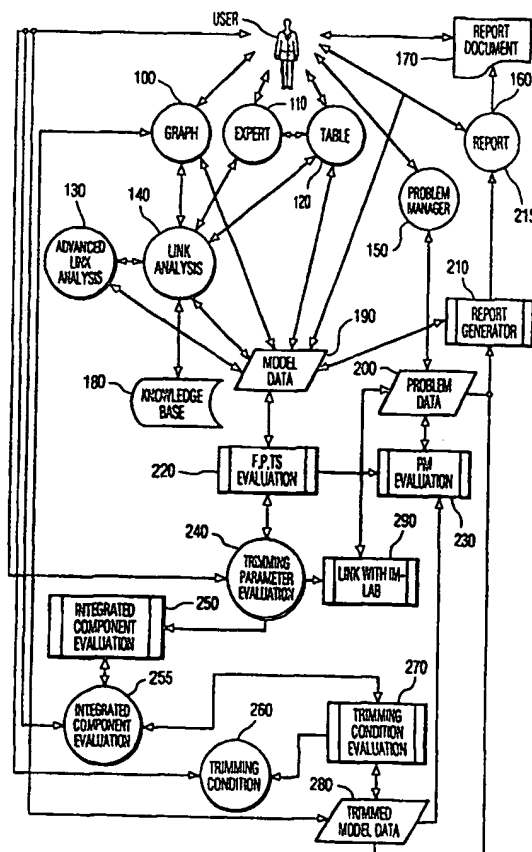 USER
REPORT
DOCUMENT
170
160
100
110
GRAPH
EXPERT
TABLE
REPORT
120
130
140
PROBLEM
MANAGER
215
150
ADVANCED
LINK
ANALYSIS
LINK
ANALYSIS
210
190
REPORT
GENERATOR
MODEL
DATA
200
180
KNOWLEDGE
BASE
PROBLEM
DATA
220
F,P,TS
EVALUATION
PM
EVALUATION
240
290
230
TRIMMING
PARAMETER
EVALUATION
LINK WITH IM-
LAB
250
INTEGRATED
COMPONENT
EVALUATION
255
270
INTEGRATED
COMPONENT
EVALUATION
260
TRIMMING
CONDITION
EVALUATION
TRIMMING
CONDITION
280
TRIMMED
MODEL DATA